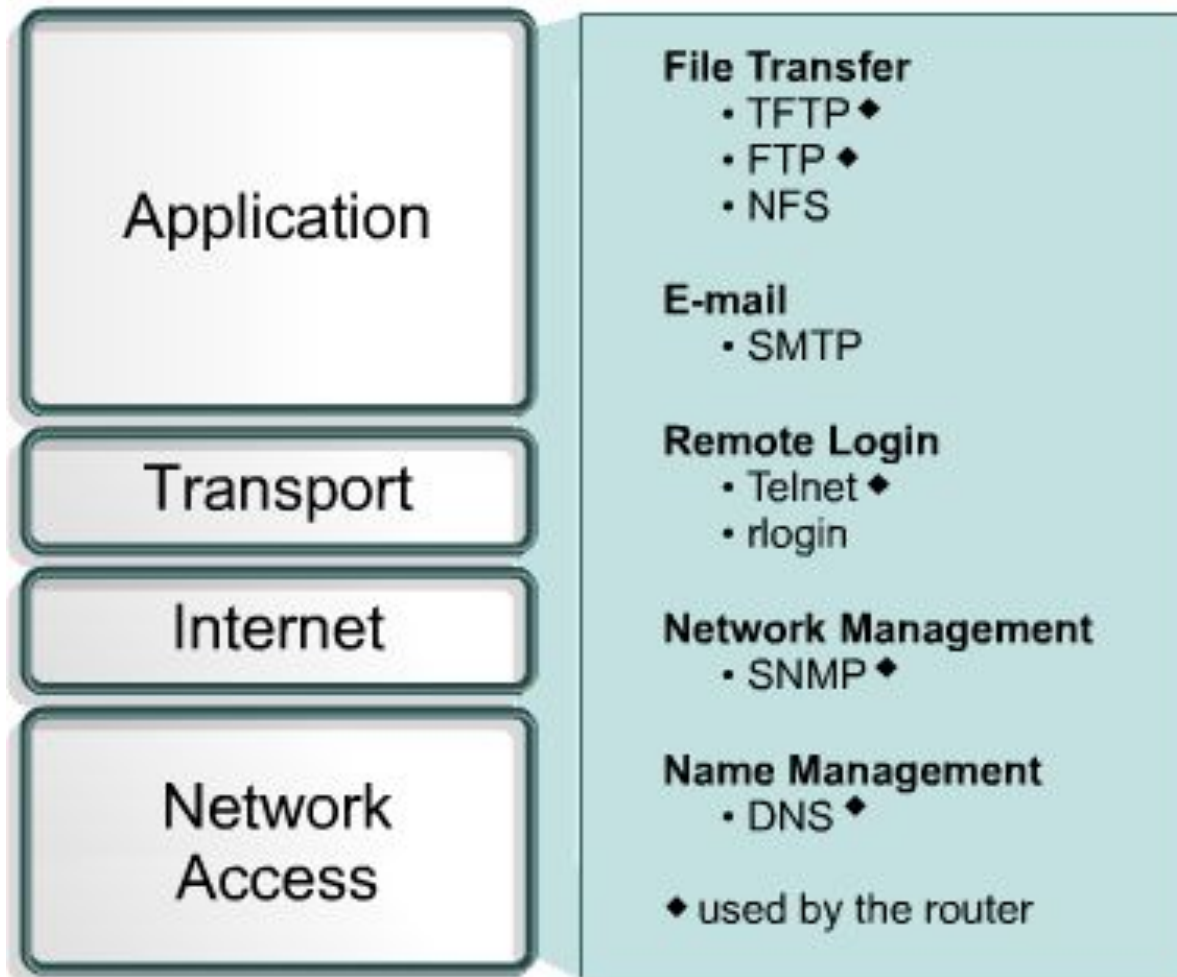 Application
Transport
Internet
Network
Access
File Transfer
• TFTP ◆
• FTP ◆
• NFS
E-mail
• SMTP
Remote Login
• Telnet ◆
• rlogin
Network Management
• SNMP ◆
Name Management
• DNS ◆
◆ used by the router